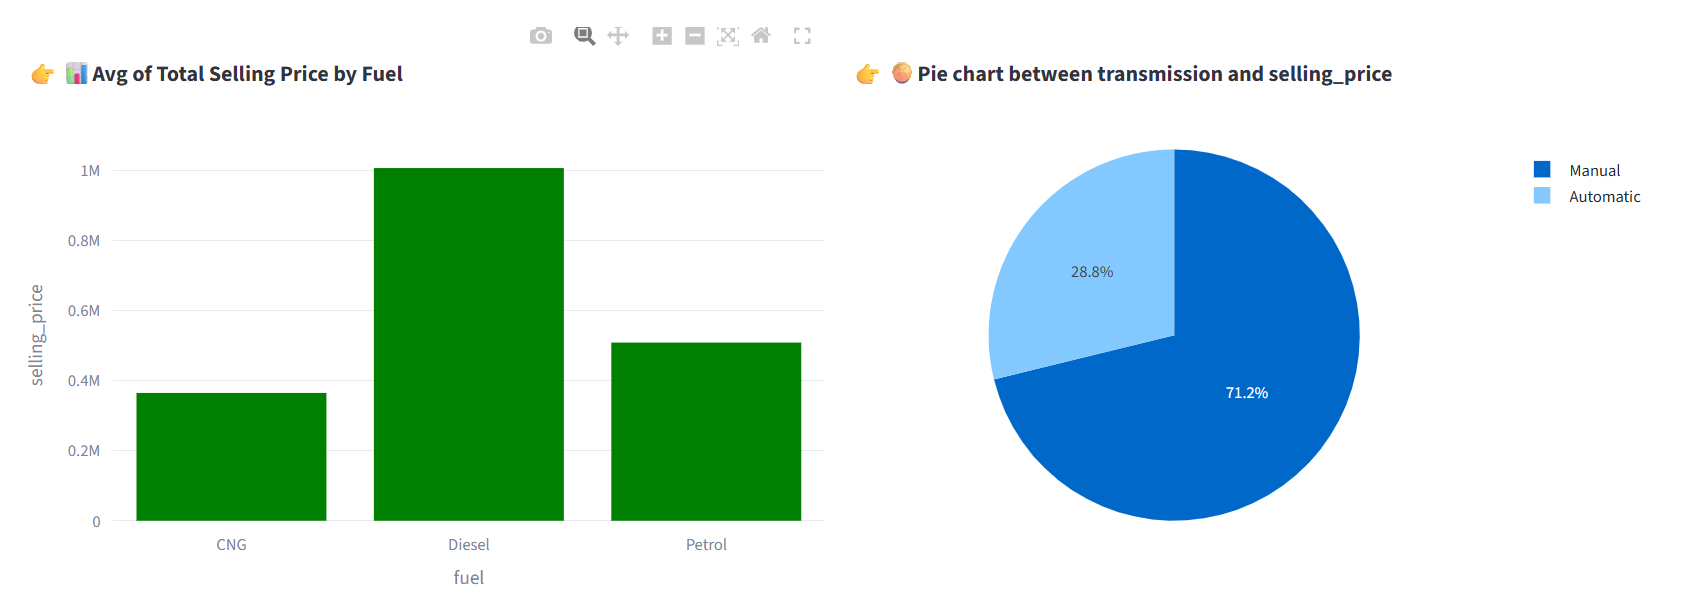 Avg of Total Selling Price by Fuel
1M
0.8M
0.6M
0.4M
0.2M
0
selling_price
CNG
Diesel
Petrol
fuel
Pie chart between transmission and selling_price
28.8%
71.2%
Manual
Automatic